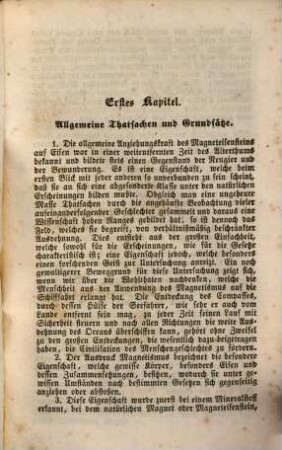 Erstes Kapitel.
Allgemeine Thatsachen und Grundsätze.
1. Die allgemeine Anziehungskraft des Magneteisensteins
auf Eisen war in einer weitentfernten Zeit des Alterthums
bekannt und bildete stets einen Gegenstand der Neugier und
der Bewunderung. Es ist eine Eigenschaft, welche beim
ersten Blick mit jeder anderen so unverbunden zu sein scheint,
daß sie an sich eine abgesonderte Klasse unter den natürlichen
Erscheinungen bilden mußte. Obgleich man eine ungeheure
Masse Thatsachen durch die angehäufte Beobachtung vieler
aufeinanderfolgender Geschlechter gesammelt und daraus eine
Wissenschaft hohen Ranges gebildet hat, so ist dennoch das
Feld, welches sie begreift, von verhältnißmäßig beschränkter
Ausdehnung. Dies entsteht aus der großen Einfachheit,
welche sowohl für die Erscheinungen, wie für die Gesetze
charakteristisch ist; eine Eigenschaft jedoch, welche besonders
einen forschenden Geist zur Untersuchung anreizt. Ein noch
gewaltigerer Beweggrund für diese Untersuchung zeigt sich,
wenn wir über die Wohlthaten nachdenken, welche die
Menschheit aus der Anwendung des Magnetismus auf die
Schifffahrt erlangt hat. Die Entdeckung des Compasses,
durch dessen Hülfe der Seefahrer, wie sehr er auch vom
Lande entfernt sein mag, zu jeder Zeit seinen Lauf mit
Sicherheit steuern und nach allen Richtungen die weite Aus-
dehnung des Oceans überschiffen kann, gehört ohne Zweifel
zu den großen Entdeckungen, die wesentlich dazu beigetragen
haben, die Civilisation des Menschengeschlechts zu fördern.
2. Der Ausdruck Magnetismus bezeichnet die besondere
Eigenschaft, welche gewisse Körper, besonders Eisen und
dessen Zusammensetzungen, besitzen, wodurch sie unter ge-
wissen Umständen nach bestimmten Gesetzen sich gegenseitig
anziehen oder abstoßen.
3. Diese Eigenschaft wurde zuerst bei einem Mineralstoff
erkannt, bei dem natürlichen Magnet oder Magneteisenstein,